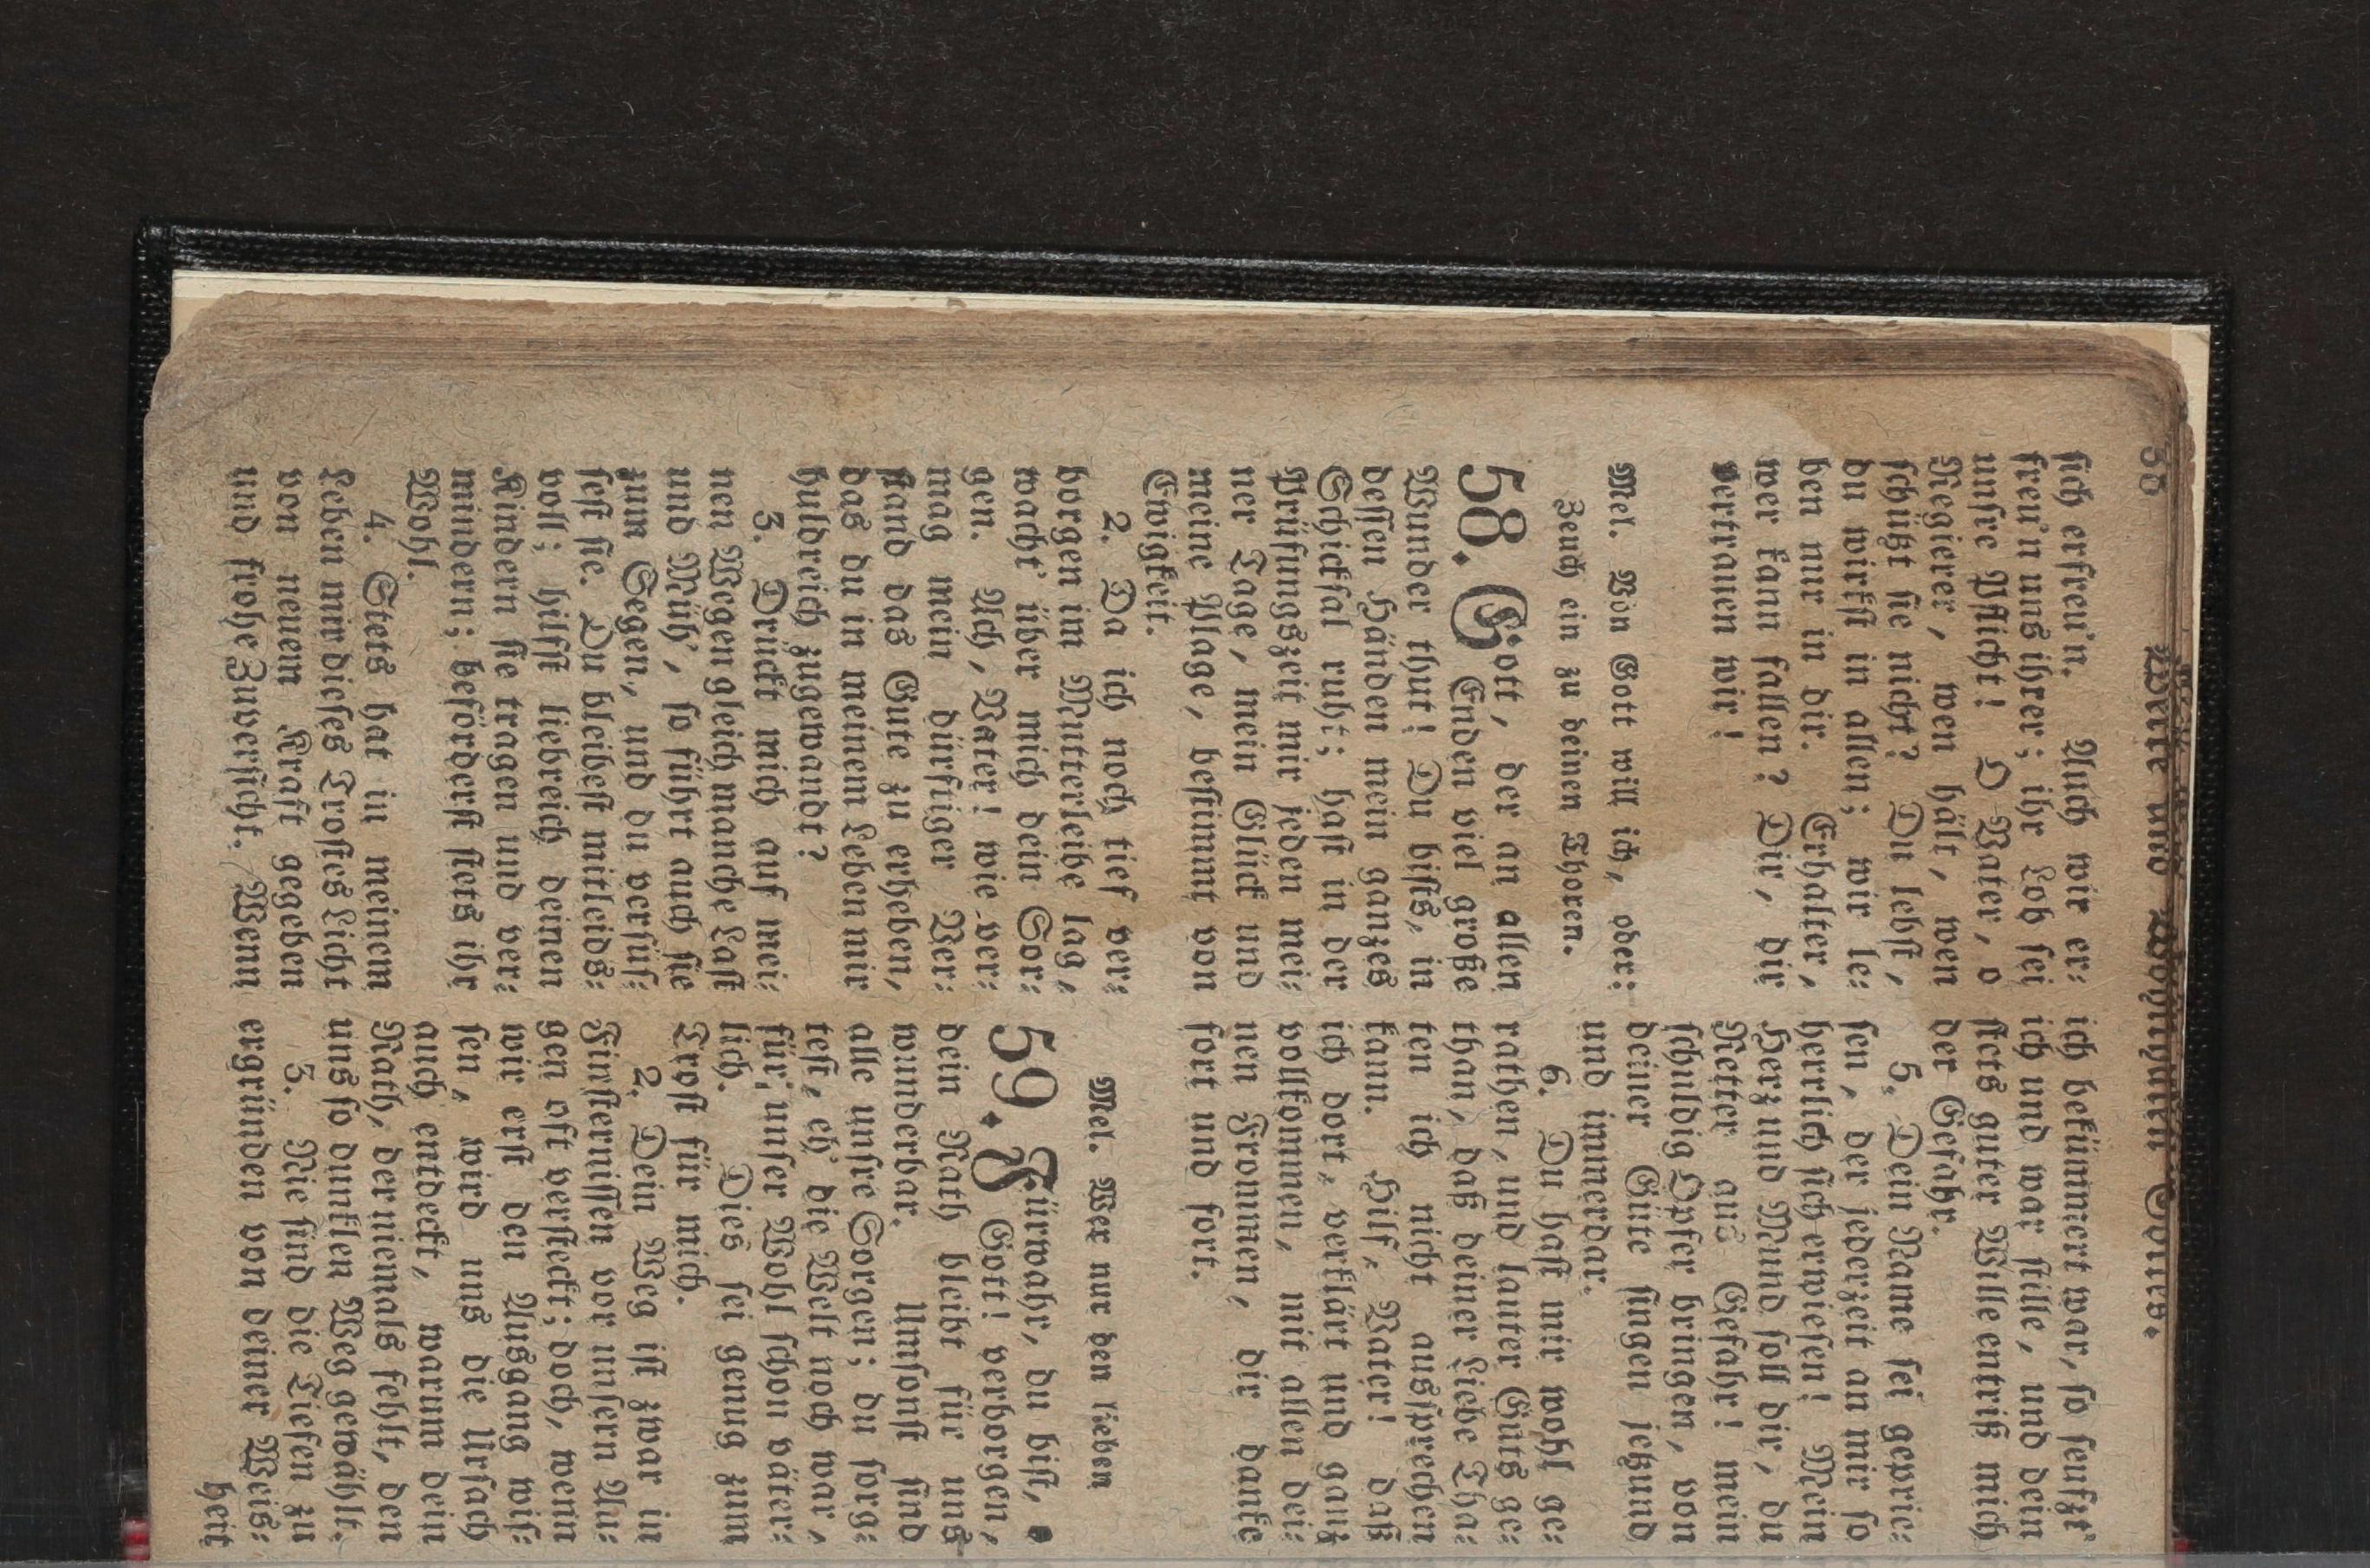 Werke und Wohlthaten Gottes.
sich erfreu'n. Auch wir er=
freu'n uns ihrer; ihr Lob sei
unsre Pflicht! O Vater, o
Regierer, wen hält, wen
schützt sie nicht? Du lebst,
du wirkst in allen; wir le=
ben nur in dir. Erhalter,
wer kann fallen? Dir, dir
vertrauen wir!
Mel. Von Gott will ich, oder:
Zeuch ein zu deinen Thoren.
58. Gott, der an allen
Enden viel große
Wunder thut! Du bists, in
dessen Händen mein ganzes
Schicksal ruht; hast in der
Prüfungszeit mir jeden mei=
ner Tage, mein Glück und
meine Plage, bestimmt von
Ewigkeit.
2. Da ich noch tief ver=
borgen im Mutterleibe lag,
wacht' über mich dein Sor=
gen. Ach, Vater! wie ver=
mag mein dürftiger Ver=
stand das Gute zu erheben,
das du in meinem Leben mir
huldreich zugewandt?
3. Drückt mich auf mei=
nen Wegen gleich manche Last
und Müh', so führt auch sie
zum Segen, und du versüs=
sest sie. Du bleibest mitleids=
voll; hilfst liebreich deinen
Kindern sie tragen und ver=
mindern; beförderst stets ihr
Wohl.
4. Stets hat in meinem
Leben mir dieses Trostes Licht
von neuem Kraft gegeben
und frohe Zuversicht. Wenn
ich bekümmert war, so seufzt'
ich und war stille, und dein
stets guter Wille entriß mich
der Gefahr.
5. Dein Name sei geprie=
sen, der jederzeit an mir so
herrlich sich erwiesen! Mein
Herz und Mund soll dir, du
Retter aus Gefahr! mein
schuldig Opfer bringen, von
deiner Güte singen jetzund
und immerdar.
6. Du hast mir wohl ge=
rathen, und lauter Guts ge=
than, daß deiner Liebe Tha=
ten ich nicht aussprechen
kann. Hilf, Vater! daß
ich dort, verklärt und ganz
vollkommen, mit allen dei=
nen Frommen, dir danke
fort und fort.
Mel. Wer nur den lieben
59. Fürwahr, du bist, o
Gott! verborgen,
dein Rath bleibt für uns
wunderbar. Umsonst sind
alle unsre Sorgen; du sorg=
test, eh' die Welt noch war,
für unser Wohl schon väter=
lich. Dies sei genug zum
Trost für mich.
2. Dein Weg ist zwar in
Finsternissen vor unsern Au=
gen oft versteckt; doch, wenn
wir erst den Ausgang wis=
sen, wird uns die Ursach
auch entdeckt, warum dein
Rath, der niemals fehlt, den
uns so dunklen Weg gewählt.
3. Nie sind die Tiefen zu
ergründen von deiner Weis=
heit